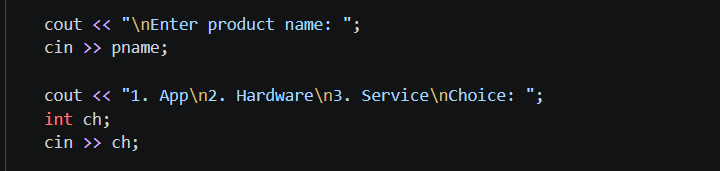 cout << "\nEnter product name: ";
cin >> pname;
cout << "1. App\n2. Hardware\n3. Service\nChoice: ";
int ch;
cin >> ch;